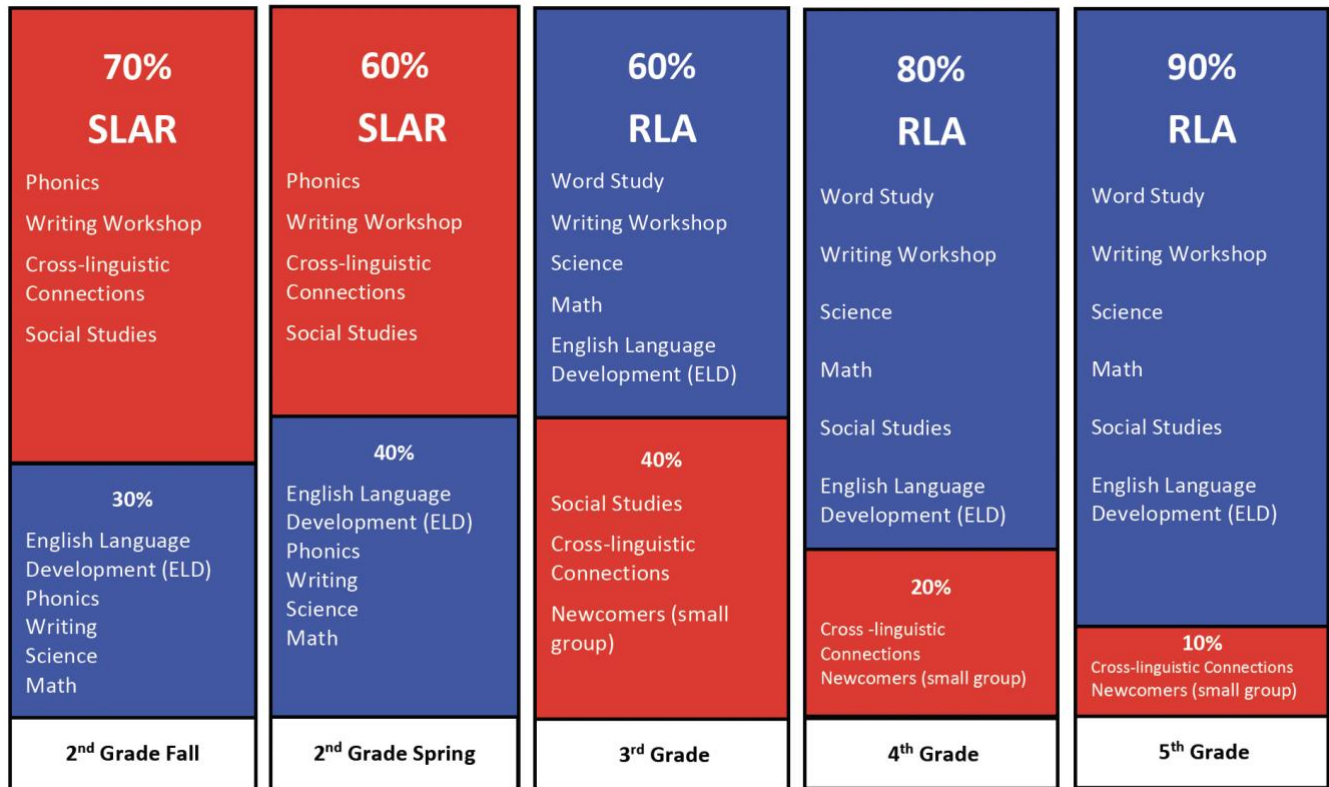 70%
SLAR
Phonics
Writing Workshop
Cross-linguistic
Connections
Social Studies
30%
English Language
Development (ELD)
Phonics
Writing
Science
Math
2nd Grade Fall
60%
SLAR
Phonics
Writing Workshop
Cross-linguistic
Connections
Social Studies
40%
English Language
Development (ELD)
Phonics
Writing
Science
Math
2nd Grade Spring
60%
RLA
Word Study
Writing Workshop
Science
Math
English Language
Development (ELD)
40%
Social Studies
Cross-linguistic
Connections
Newcomers (small
group)
3rd Grade
80%
RLA
Word Study
Writing Workshop
Science
Math
Social Studies
English Language
Development (ELD)
20%
Cross -linguistic
Connections
Newcomers (small group)
4th Grade
90%
RLA
Word Study
Writing Workshop
Science
Math
Social Studies
English Language
Development (ELD)
10%
Cross-linguistic Connections
Newcomers (small group)
5th Grade